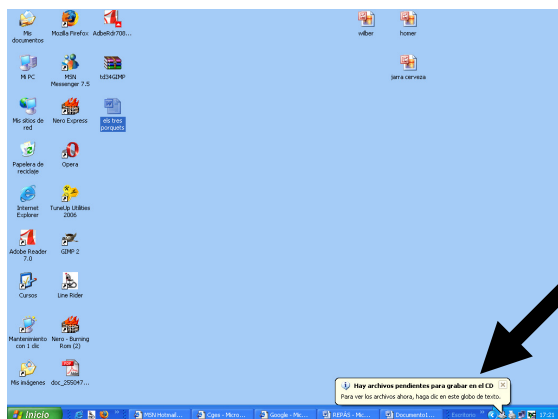 Mis documentos
Mozilla Firefox
AdbeRdr708...
wilber
homer
Mi PC
MSN Messenger 7.5
td34GIMP
jarra cerveza
Mis sitios de red
Nero Express
els tres porquets
Papelera de reciclaje
Opera
Internet Explorer
TuneUp Utilities 2006
Adobe Reader 7.0
GIMP 2
Cursos
Line Rider
Mantenimiento con 1 clic
Nero - Burning Rom (2)
Mis imágenes
doc_255047...
Hay archivos pendientes para grabar en el CD
Para ver los archivos ahora, haga clic en este globo de texto.
Inicio
MSN Hotmail...
Cges - Micro...
Google - Mic...
REPÀS - Mic...
Documento1...
Escritorio
17:21